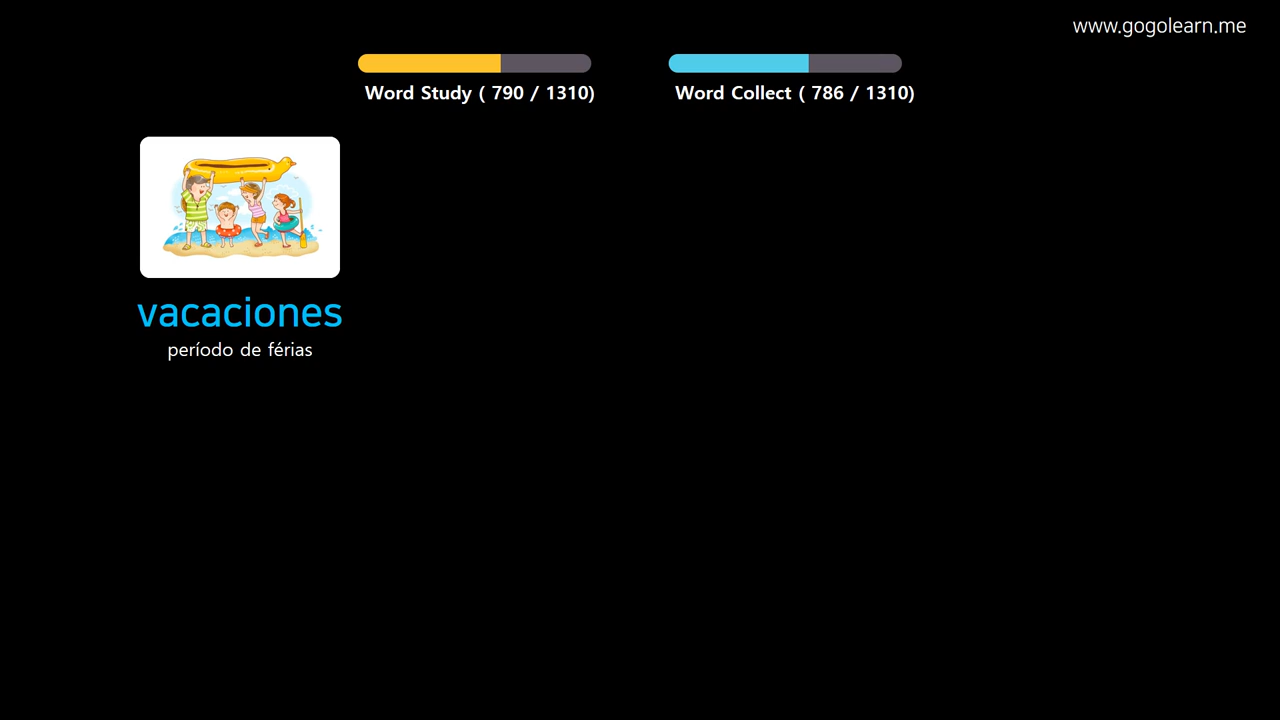 www.gogolearn.me
Word Study ( 790 / 1310)
Word Collect ( 786 / 1310)
vacaciones
período de férias